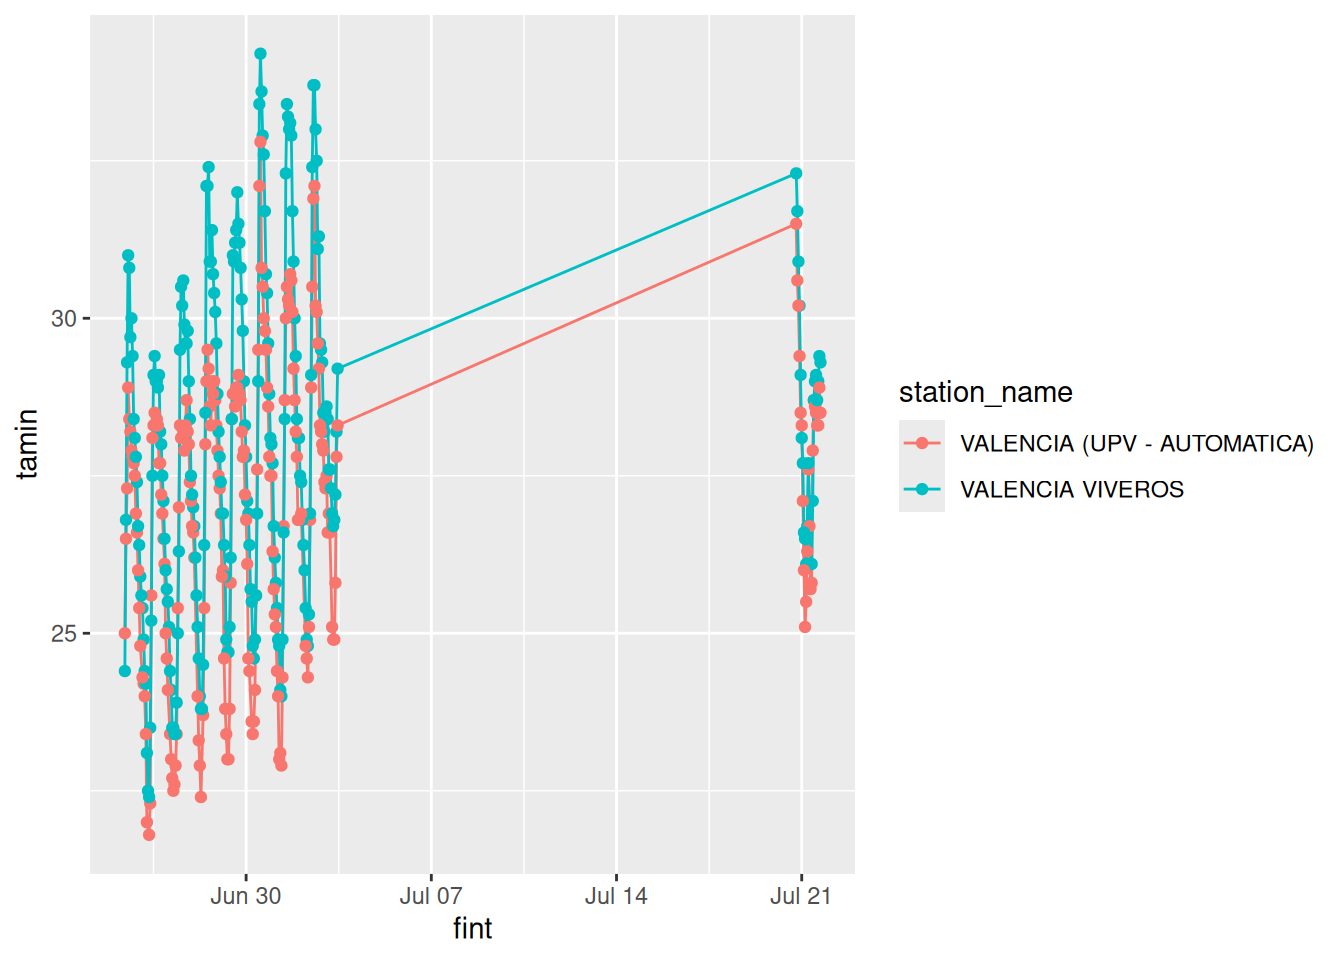 tamin
30
25
Jun 30
Jul 07
Jul 14
Jul 21
fint
station_name
VALENCIA (UPV - AUTOMATICA)
VALENCIA VIVEROS